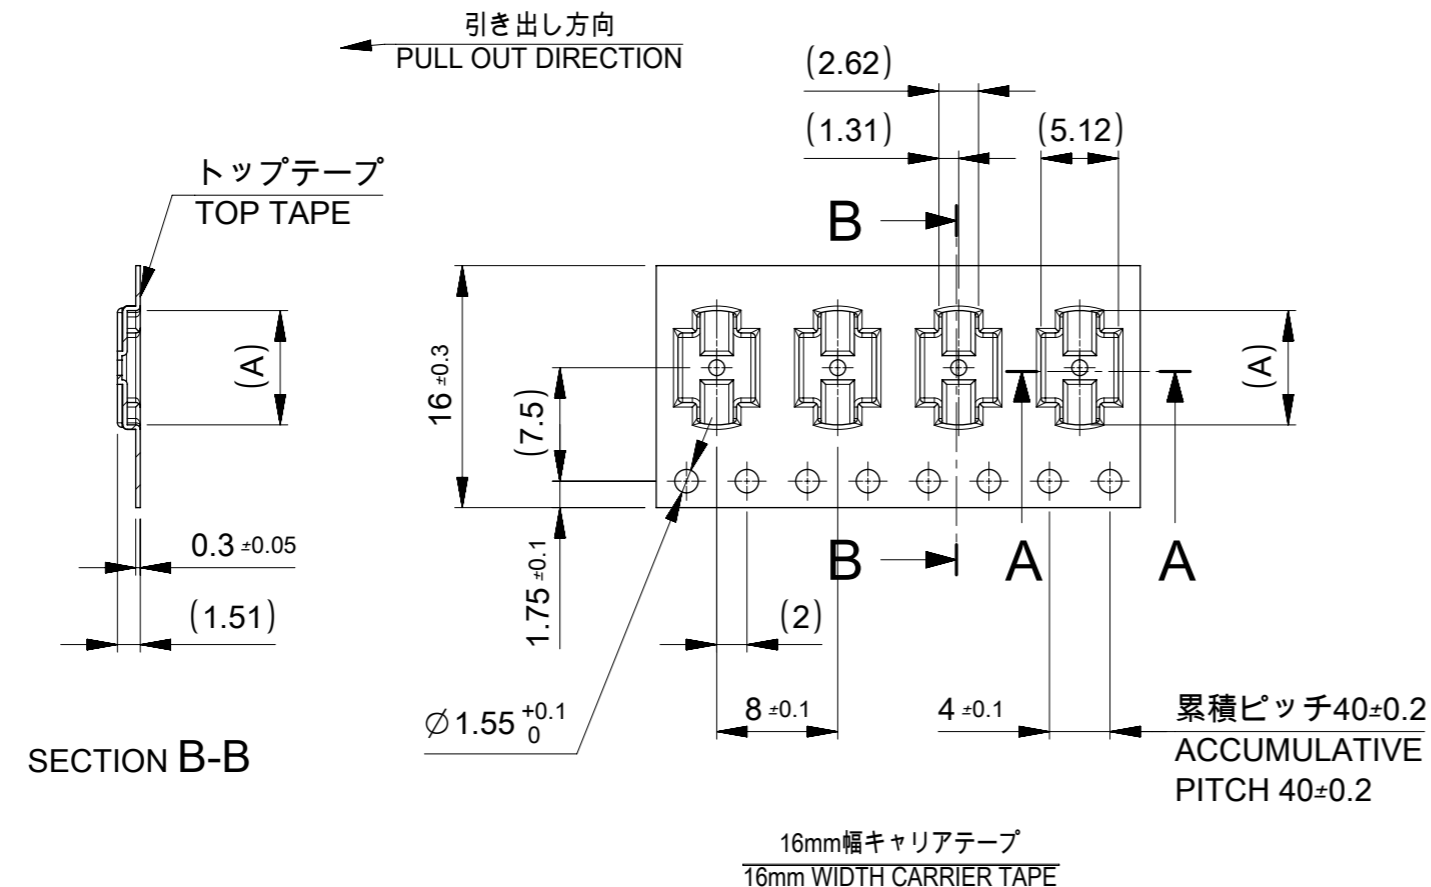 引き出し方向
PULL OUT DIRECTION
(2.62)
(1.31)
(5.12)
トップテープ
TOP TAPE
B
(A)
16 ±0.3
(7.5)
(A)
0.3 ±0.05
1.75 ±0.1
B
A
A
(1.51)
(2)
∅1.55 +0.1 0
8 ±0.1
4 ±0.1
累積ピッチ40±0.2
ACCUMULATIVE
PITCH 40±0.2
SECTION B-B
16mm幅キャリアテープ
16mm WIDTH CARRIER TAPE